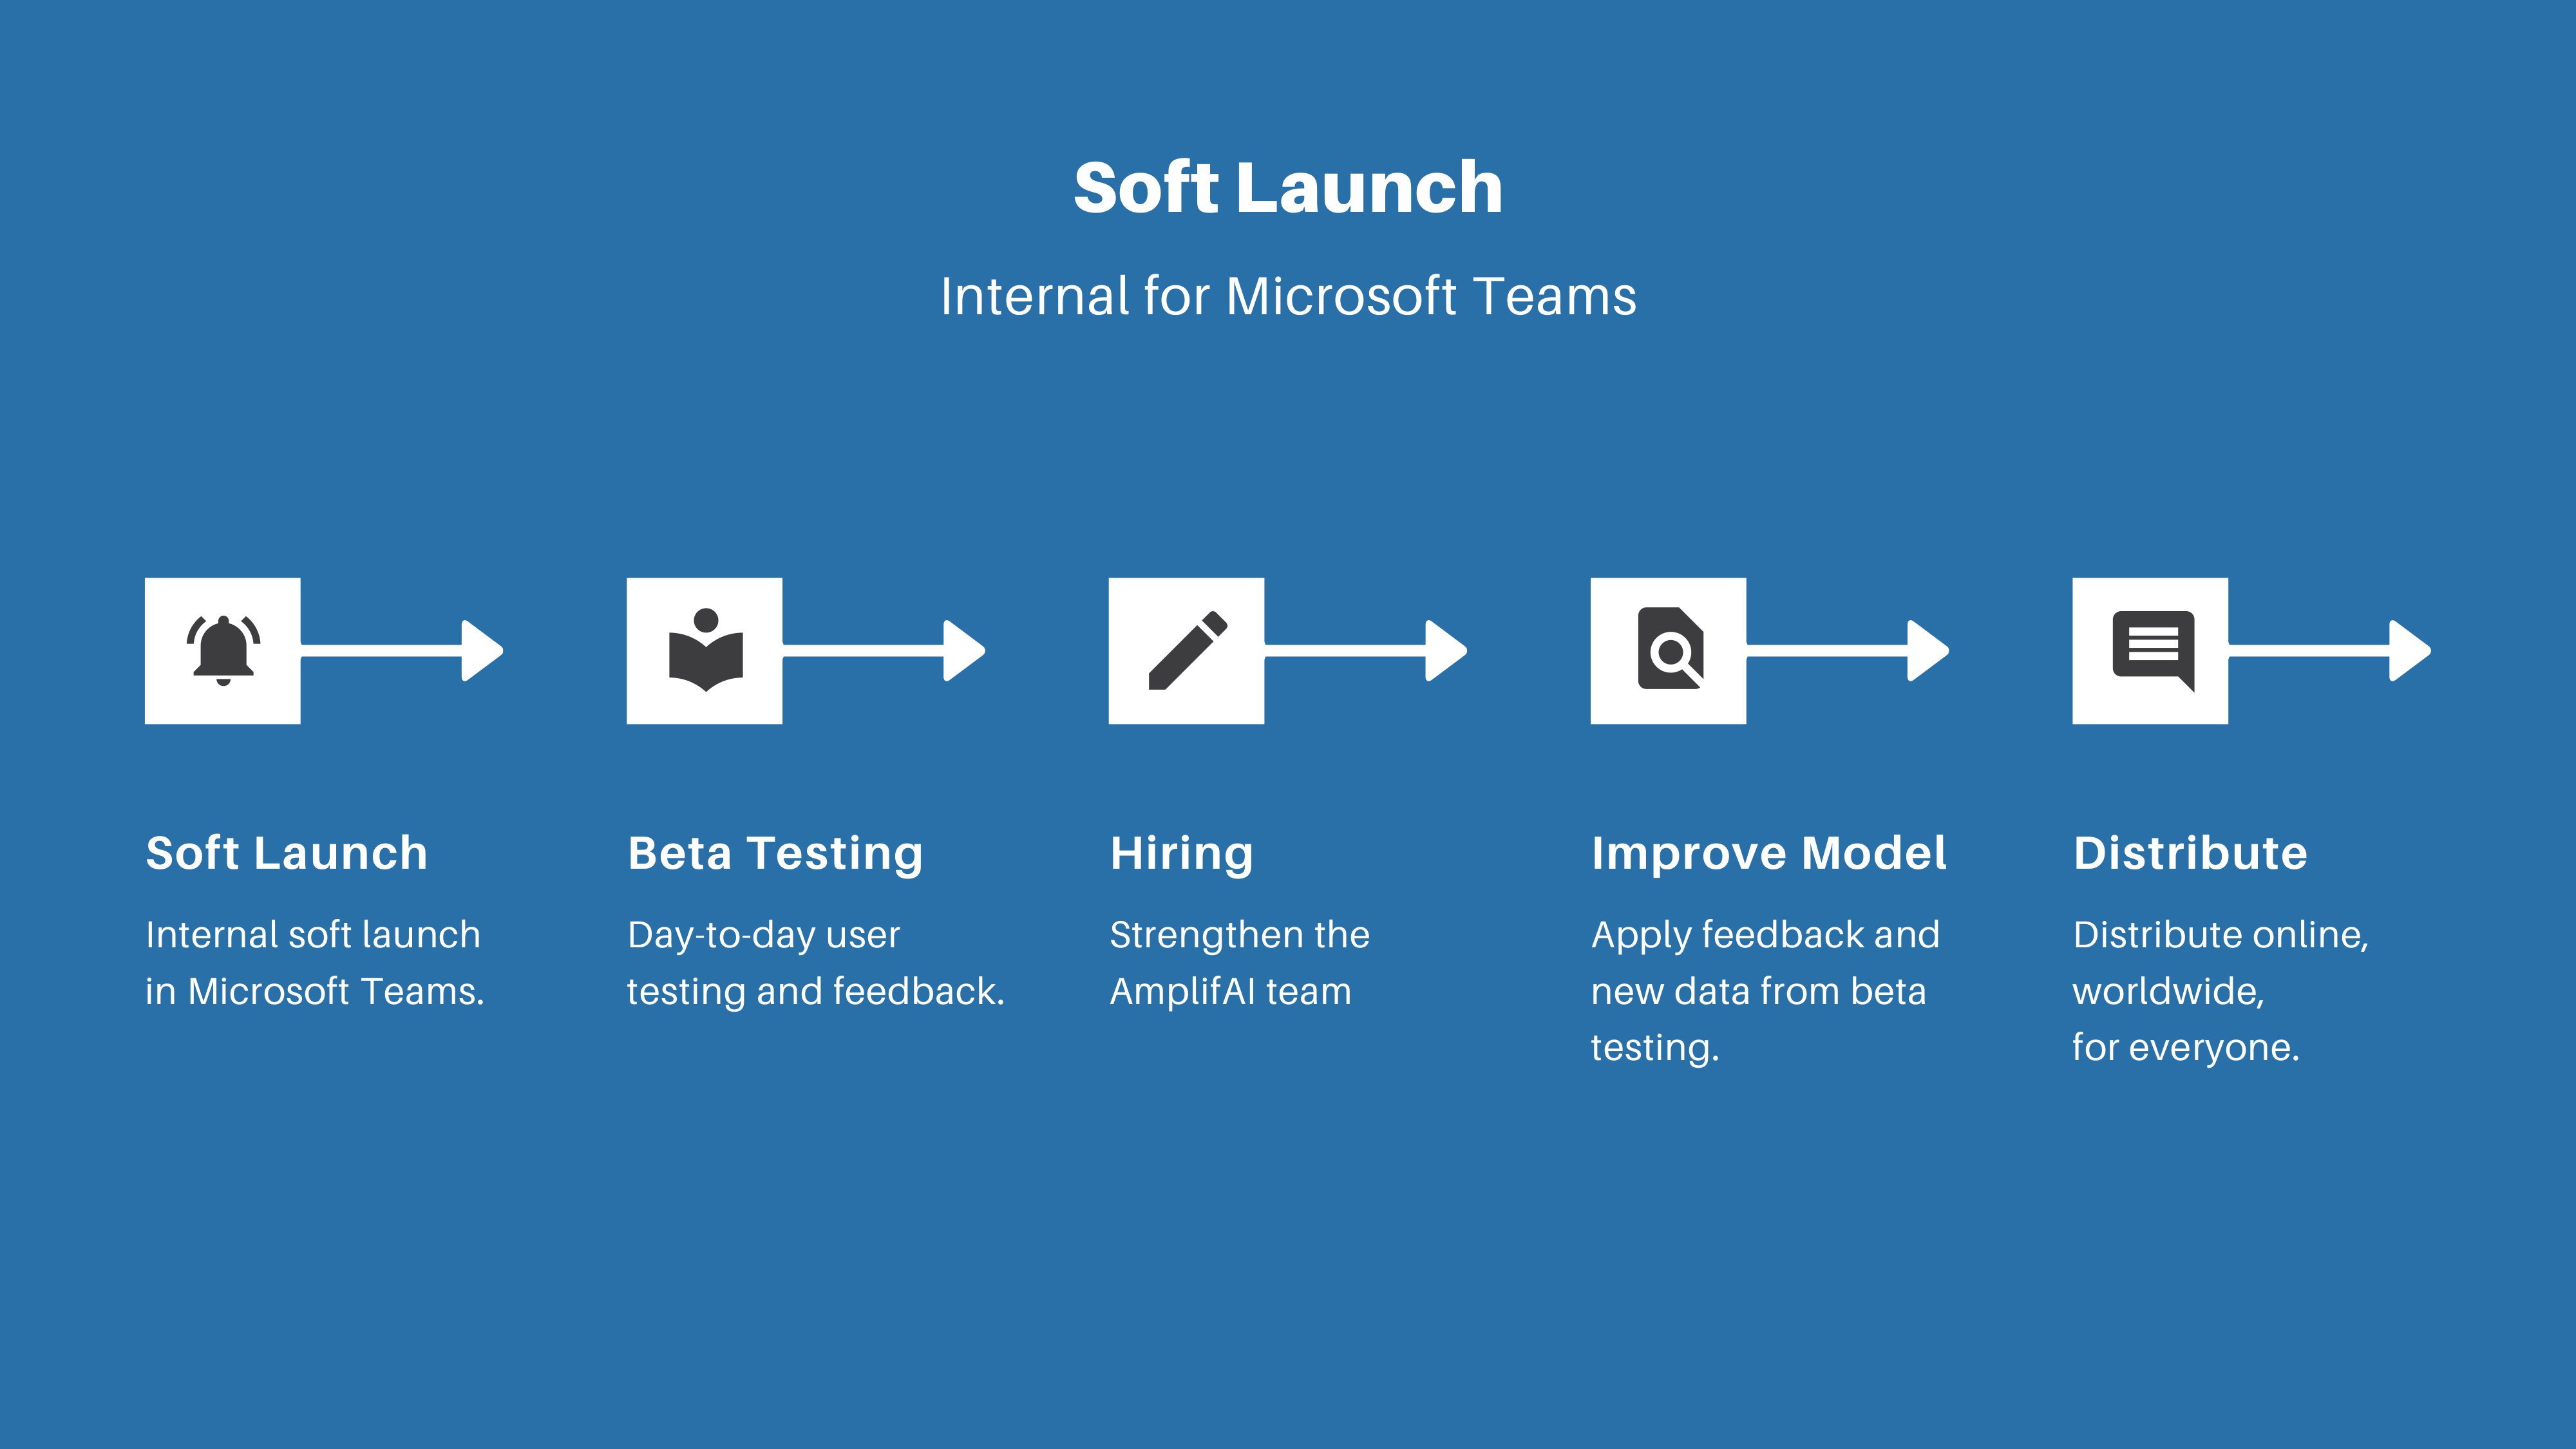 Soft Launch
Internal for Microsoft Teams
Soft Launch
Internal soft launch
in Microsoft Teams.
Beta Testing
Day-to-day user
testing and feedback.
Hiring
Strengthen the
AmplifAI team
Improve Model
Apply feedback and
new data from beta
testing.
Distribute
Distribute online,
worldwide,
for everyone.